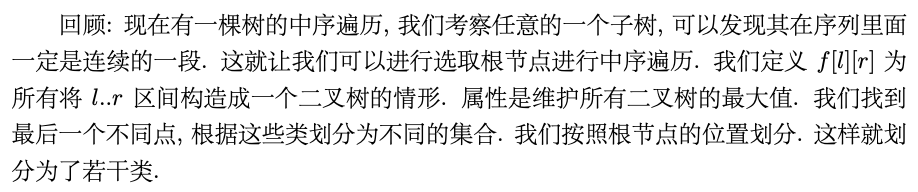 回顾: 现在有一棵树的中序遍历, 我们考察任意的一个子树, 可以发现其在序列里面
一定是连续的一段. 这就让我们可以进行选取根节点进行中序遍历. 我们定义 f[l][r] 为
所有将 l..r 区间构造成一个二叉树的情形. 属性是维护所有二叉树的最大值. 我们找到
最后一个不同点, 根据这些类划分为不同的集合. 我们按照根节点的位置划分. 这样就划
分为了若干类.